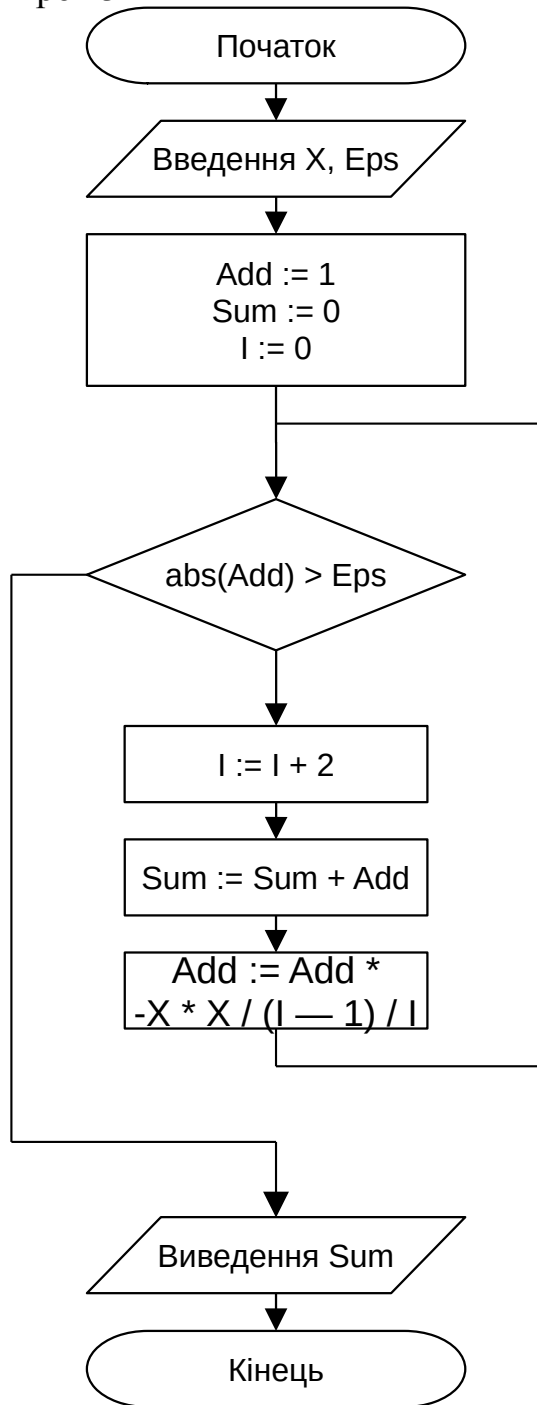 Початок
Введення X, Eps
Add := 1
Sum := 0
I := 0
abs(Add) > Eps
I := I + 2
Sum := Sum + Add
Add := Add *
-X * X / (I — 1) / I
Виведення Sum
Кінець